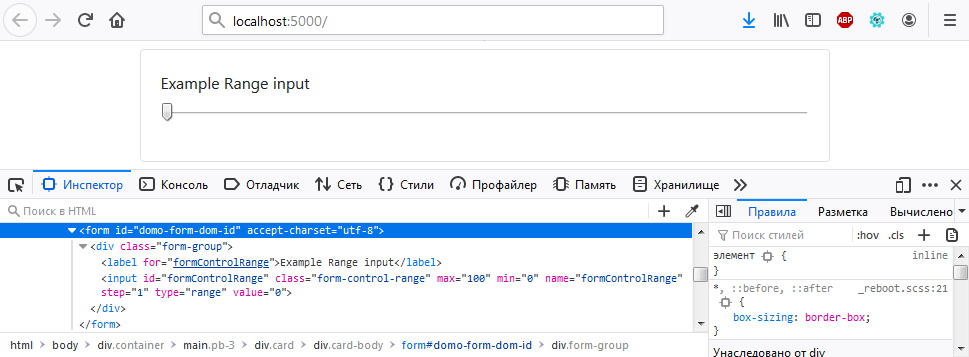 localhost:5000/
ABP
Example Range input
Инспектор Консоль Отладчик Сеть Стили Профайлер Память Хранилище
Поиск в HTML
Правила Макет Вычислено
<form id="domo-form-dom-id" accept-charset="utf-8">
<div class="form-group">
<label for="formControlRange">Example Range input</label>
<input id="formControlRange" class="form-control-range" max="100" min="0" name="formControlRange"
step="1" type="range" value="0">
</div>
</form>
Поиск стилей :hov .cls
элемент { inline
}
*, ::before, ::after _reboot.scss:21
{
box-sizing: border-box;
}
Унаследовано от div
html body div.container main.pb-3 div.card div.card-body form#domo-form-dom-id div.form-group